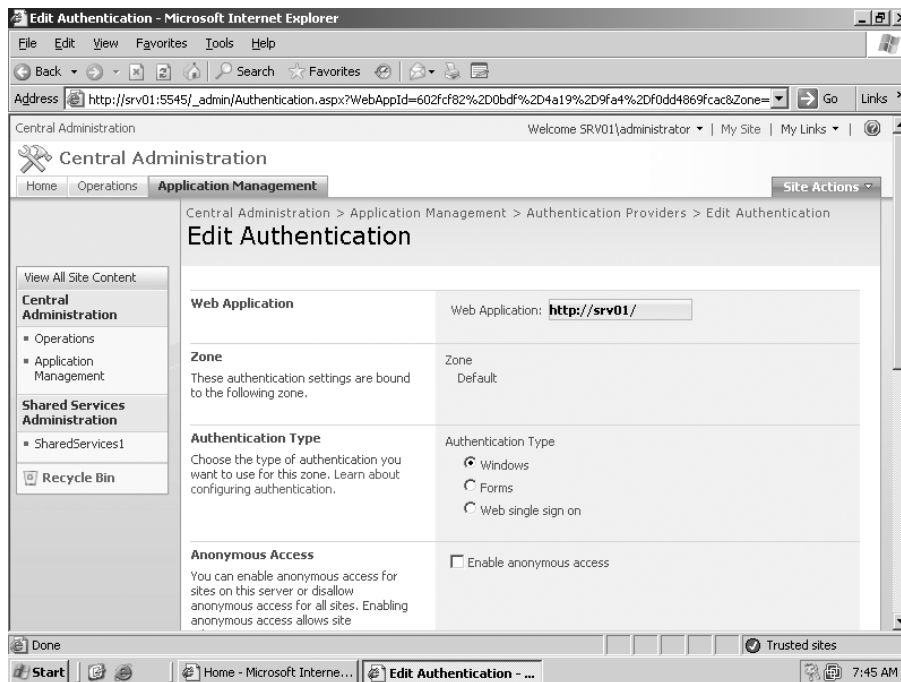 Edit Authentication - Microsoft Internet Explorer
File Edit View Favorites Tools Help
Back Search Favorites
Address http://srv01:5545/_admin/Authentication.aspx?WebAppId=602fcf82%2D0bdf%2D4a19%2D9fa4%2Df0dd4869fcac&Zone= Go Links
Central Administration Welcome SRV01\administrator | My Site | My Links |
Central Administration
Home Operations Application Management Site Actions
Central Administration > Application Management > Authentication Providers > Edit Authentication
Edit Authentication
View All Site Content
Central
Administration
Operations
Application
Management
Shared Services
Administration
SharedServices1
Recycle Bin
Web Application
Web Application: http://srv01/
Zone
These authentication settings are bound
to the following zone.
Zone
Default
Authentication Type
Choose the type of authentication you
want to use for this zone. Learn about
configuring authentication.
Authentication Type
Windows
Forms
Web single sign on
Anonymous Access
You can enable anonymous access for
sites on this server or disallow
anonymous access for all sites. Enabling
anonymous access allows site
Enable anonymous access
Done Trusted sites
Start Home - Microsoft Interne... Edit Authentication - ... 7:45 AM